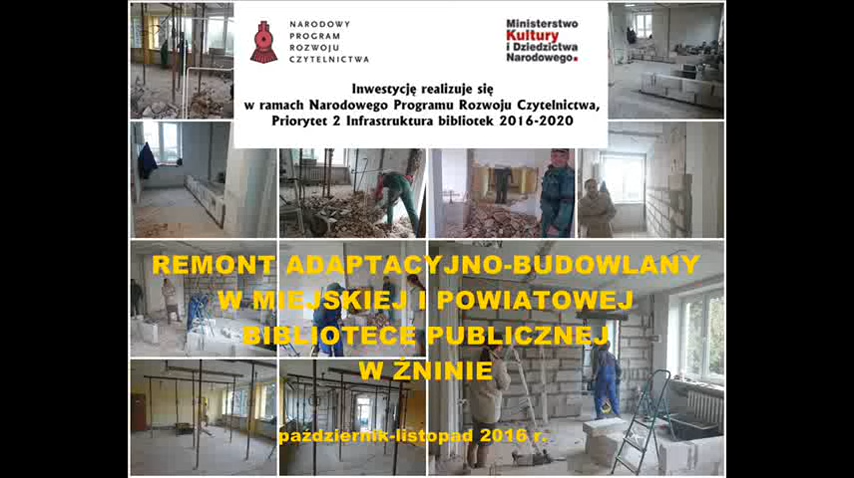 NARODOWY
PROGRAM
ROZWOJU
CZYTELNICTWA
Ministerstwo
Kultury
i Dziedzictwa
Narodowego.
Inwestycję realizuje się
w ramach Narodowego Programu Rozwoju Czytelnictwa,
Priorytet 2 Infrastruktura bibliotek 2016-2020
REMONT ADAPTACYJNO-BUDOWLANY
W MIEJSKIEJ I POWIATOWEJ
BIBLIOTECE PUBLICZNEJ
W ŻNINIE
październik-listopad 2016 r.